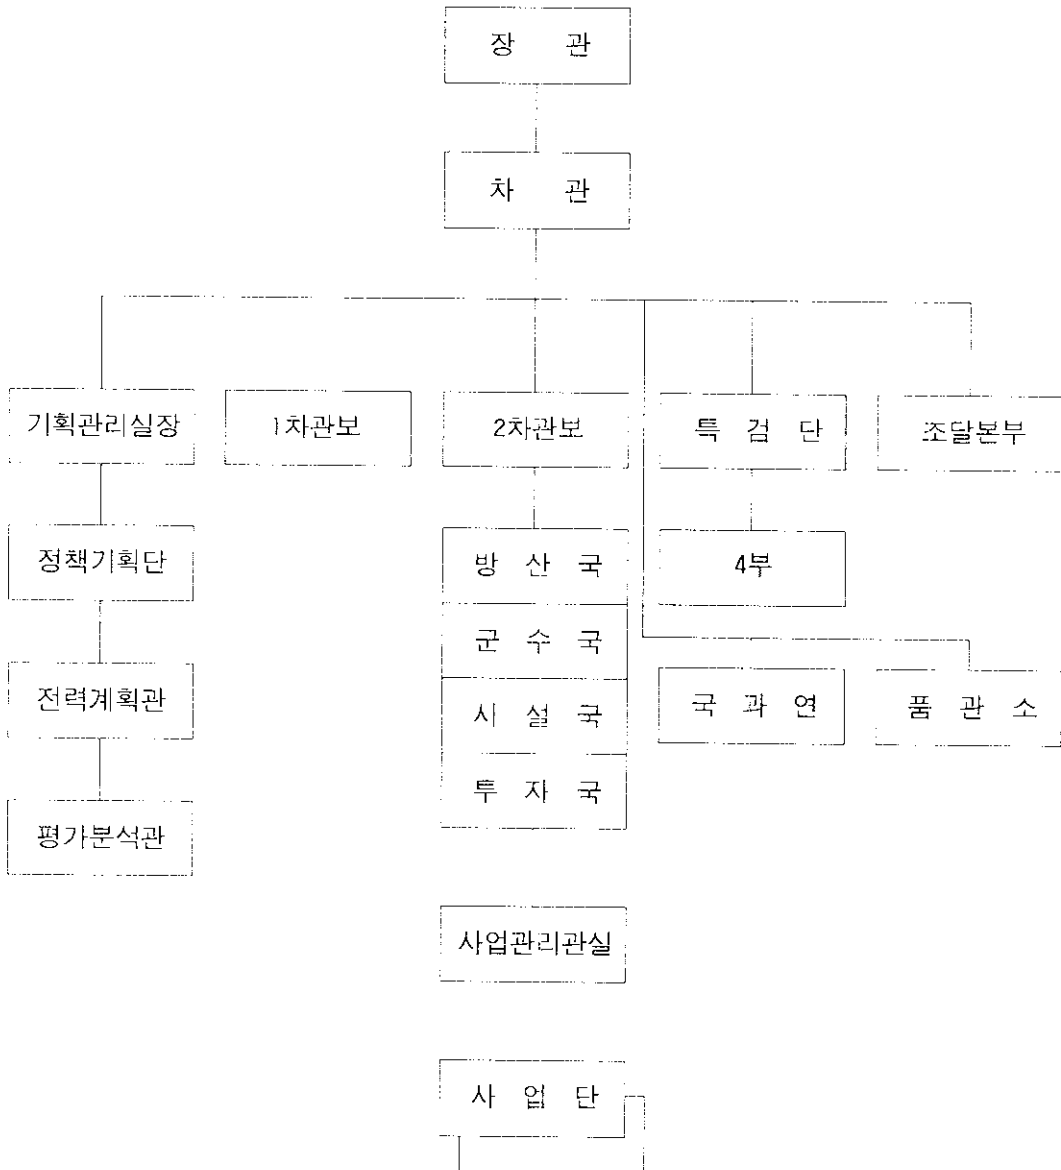 장 관
차 관
기획관리실장
1차관보
2차관보
특 검 단
조달본부
정책기획단
방 산 국
4부
군 수 국
전력계획관
시 설 국
국 과 연
품 관 소
투 자 국
평가분석관
사업관리관실
사 업 단